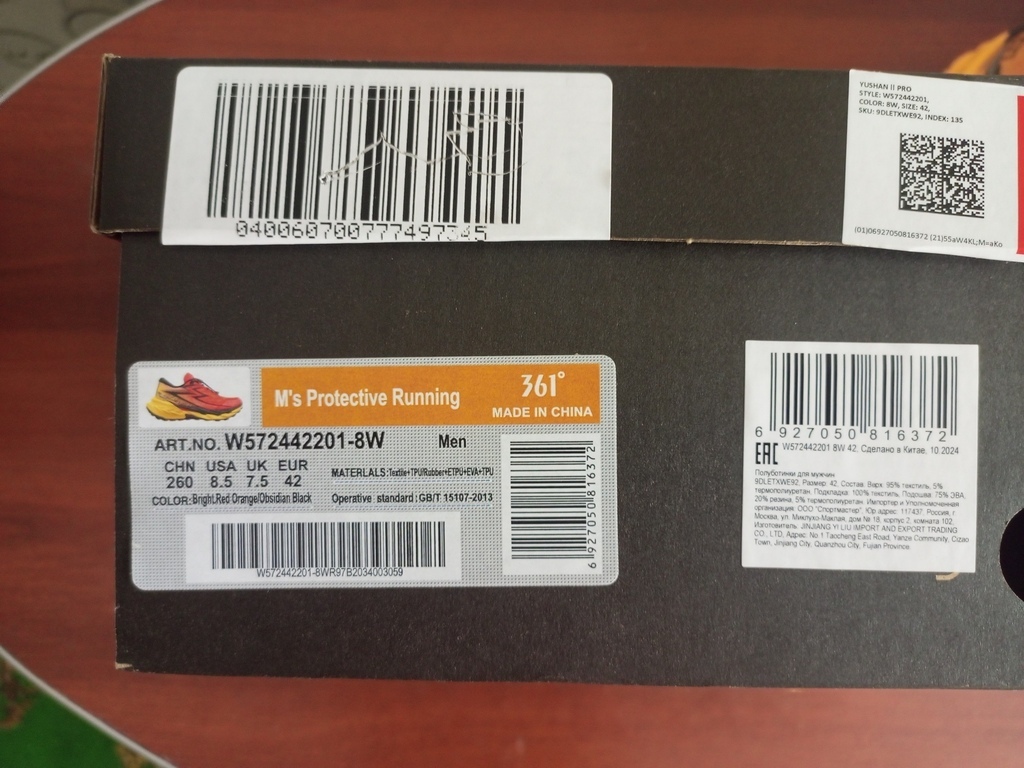 0400607007774973345
YUSHAN II PRO
STYLE: W572442201,
COLOR: 8W, SIZE: 42,
SKU: 9DLETXWE92, INDEX: 135
(01)06927050816372 (21)55aW4KL;M=aKo
M's Protective Running
361°
MADE IN CHINA
ART.NO. W572442201-8W Men
CHN USA UK EUR
260 8.5 7.5 42
MATERLALS:Textile+TPU/Rubber+ETPU+EVA+TPU
COLOR:Bright.Red Orange/Obsidian Black
Operative standard:GB/T 15107-2013
W572442201-8WR97B2034003059
6927050816372
6 927050 816372
EAC W572442201 8W 42, Сделано в Китае, 10.2024
Полуботинки для мужчин
9DLETXWE92, Размер: 42. Состав: Верх: 95% текстиль, 5%
термополиуретан. Подкладка: 100% текстиль, Подошва: 75% ЭВА,
20% резина, 5% термополиуретан. Импортер и Уполномоченная
организация: ООО "Спортмастер", Юр.адрес: 117437, Россия, г
Москва, ул. Миклухо-Маклая, дом № 18, корпус 2, комната 102.
Изготовитель: JINJIANG YI LIU IMPORT AND EXPORT TRADING
CO., LTD, Адрес: No 1 Taocheng East Road, Yanze Community, Cizao
Town, Jinjiang City, Quanzhou City, Fujian Province.